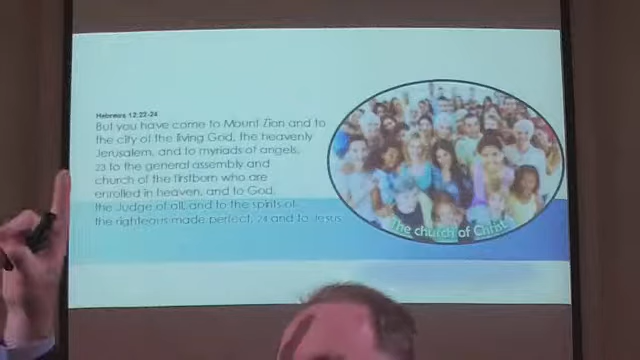 Hebrews 12:22-24
But you have come to Mount Zion and to
the city of the living God, the heavenly
Jerusalem, and to myriads of angels,
23 to the general assembly and
church of the firstborn who are
enrolled in heaven, and to God,
the Judge of all, and to the spirits of
the righteous made perfect, 24 and to Jesus
The church of Christ